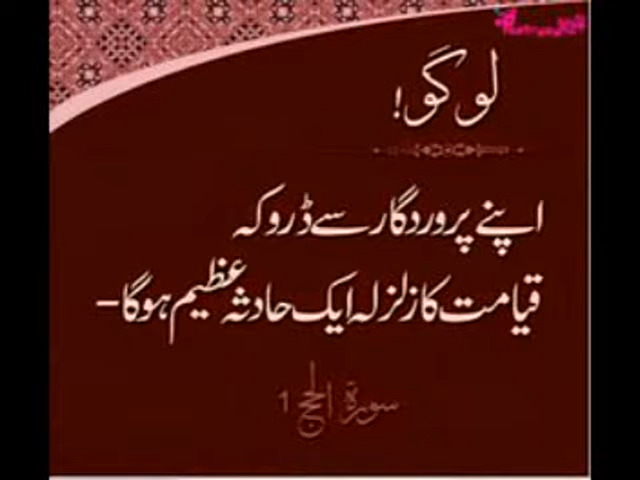 لوگو!
اپنے پروردگار سے ڈرو کہ
قیامت کا زلزلہ ایک حادثہ عظیم ہوگا-
سورۃ الحج 1